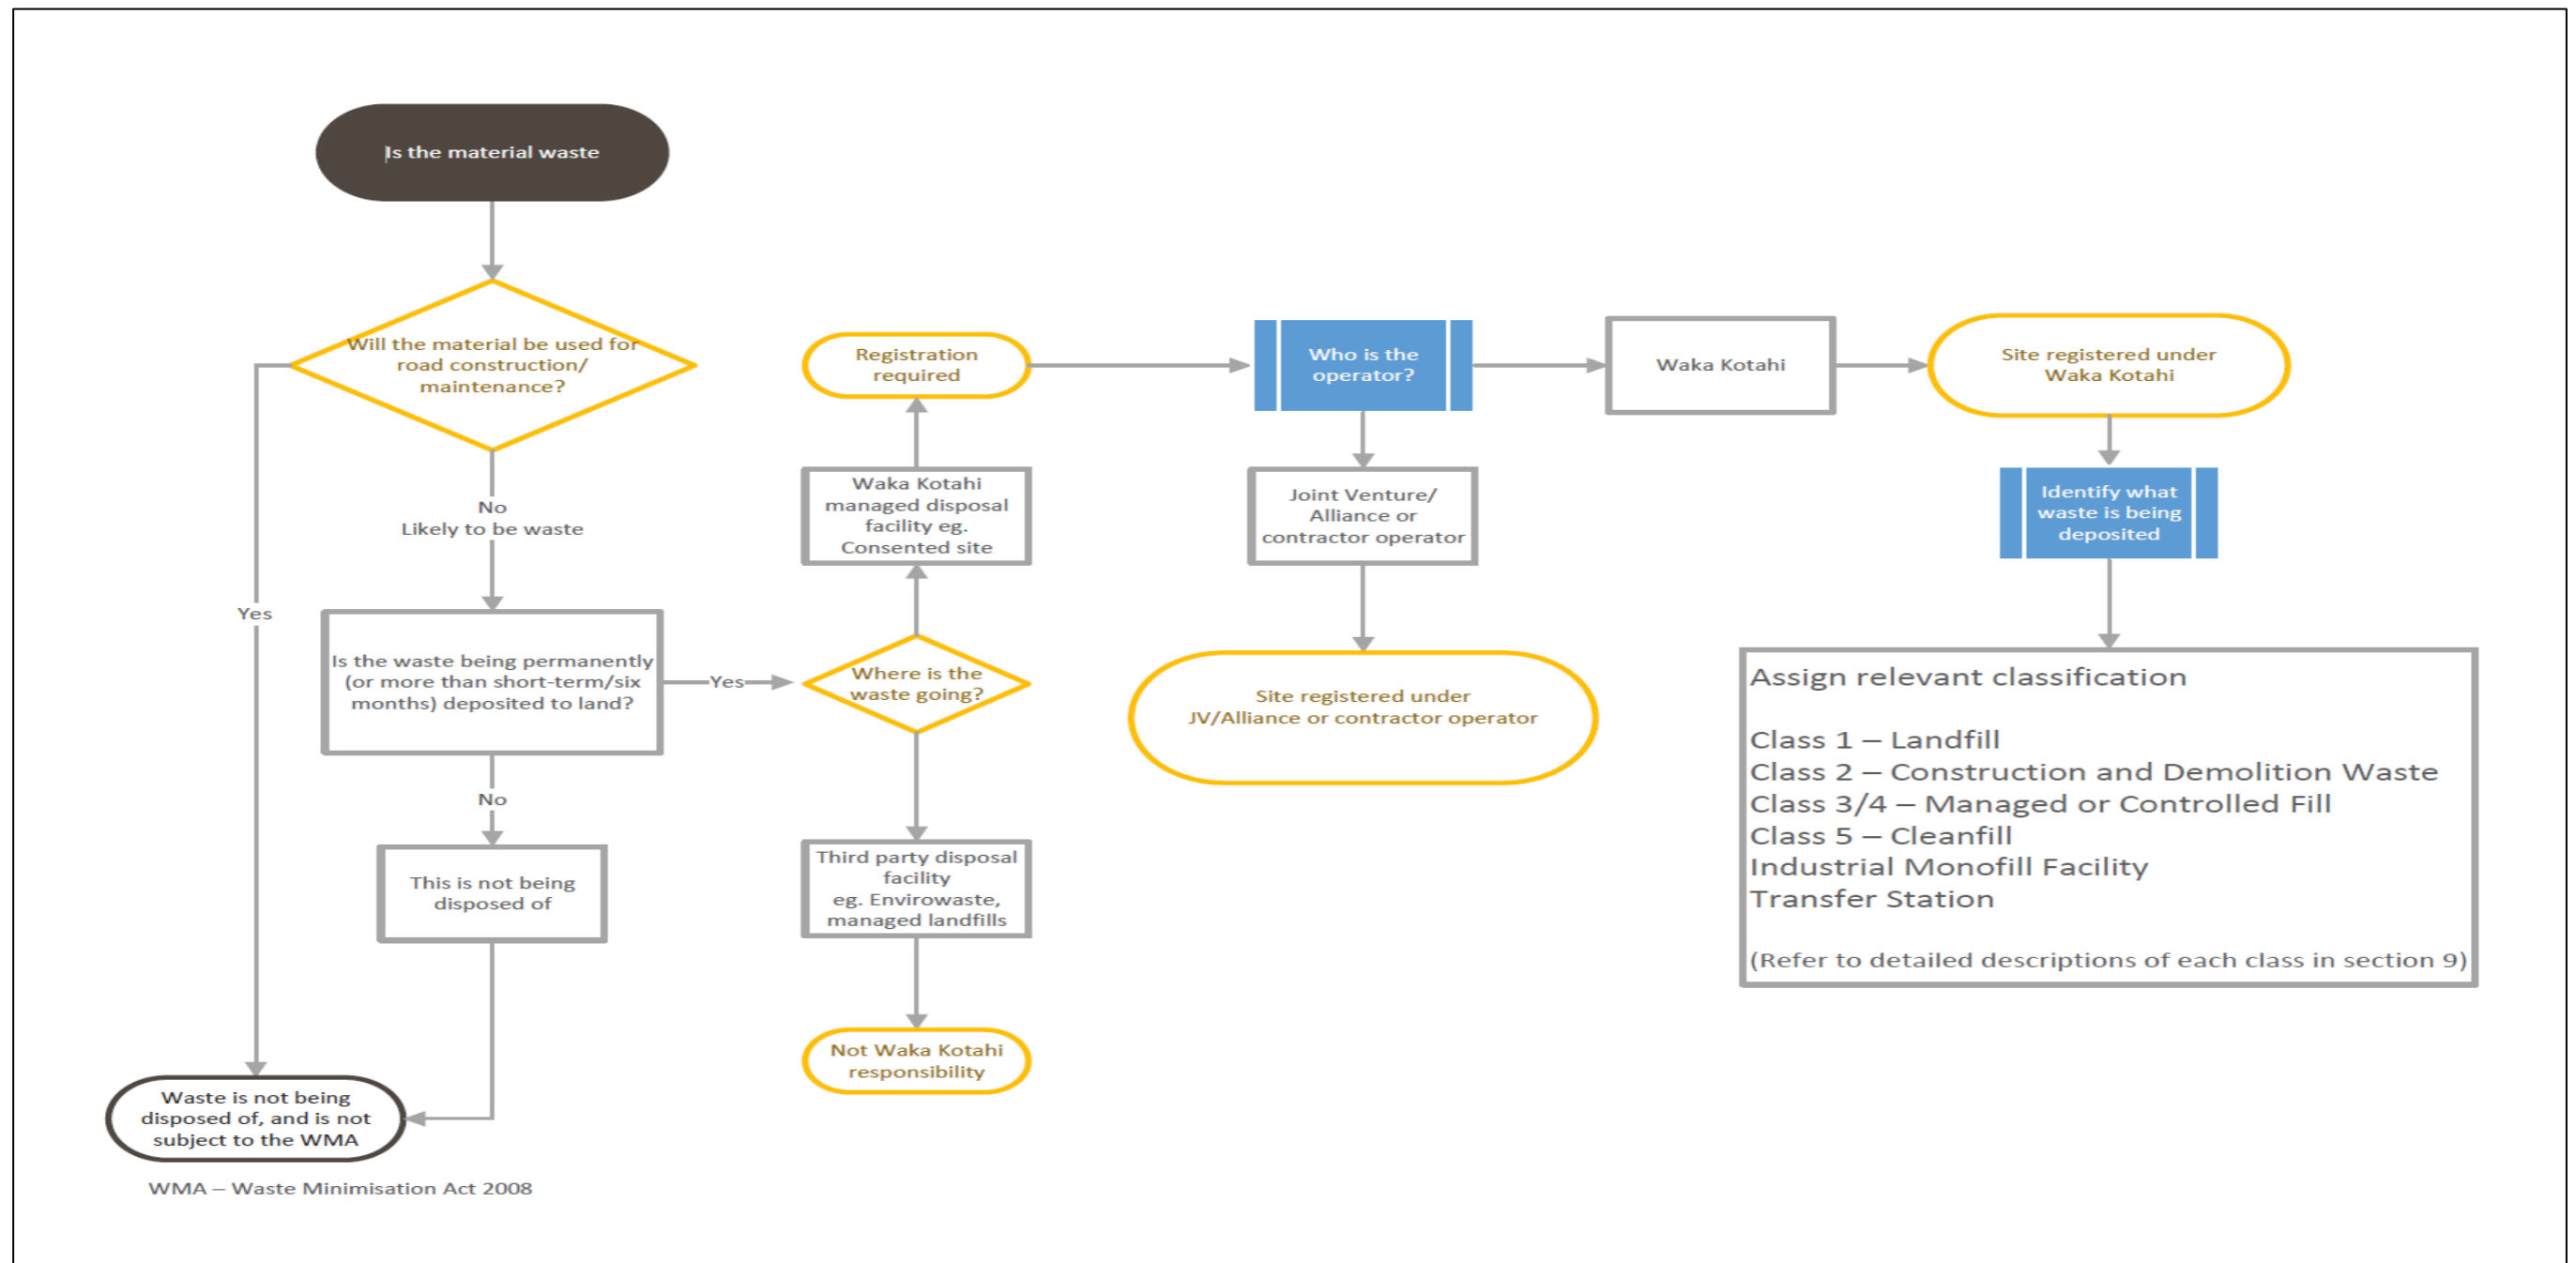 Is the material waste
Will the material be used for
road construction/
maintenance?
Yes
No
Likely to be waste
Is the waste being permanently
(or more than short-term/six
months) deposited to land?
Yes
No
This is not being
disposed of
Waste is not being
disposed of, and is not
subject to the WMA
WMA – Waste Minimisation Act 2008
Registration
required
Waka Kotahi
managed disposal
facility eg.
Consented site
Where is the
waste going?
Third party disposal
facility
eg. Envirowaste,
managed landfills
Not Waka Kotahi
responsibility
Who is the
operator?
Joint Venture/
Alliance or
contractor operator
Site registered under
JV/Alliance or contractor operator
Waka Kotahi
Site registered under
Waka Kotahi
Identify what
waste is being
deposited
Assign relevant classification
Class 1 – Landfill
Class 2 – Construction and Demolition Waste
Class 3/4 – Managed or Controlled Fill
Class 5 – Cleanfill
Industrial Monofill Facility
Transfer Station
(Refer to detailed descriptions of each class in section 9)